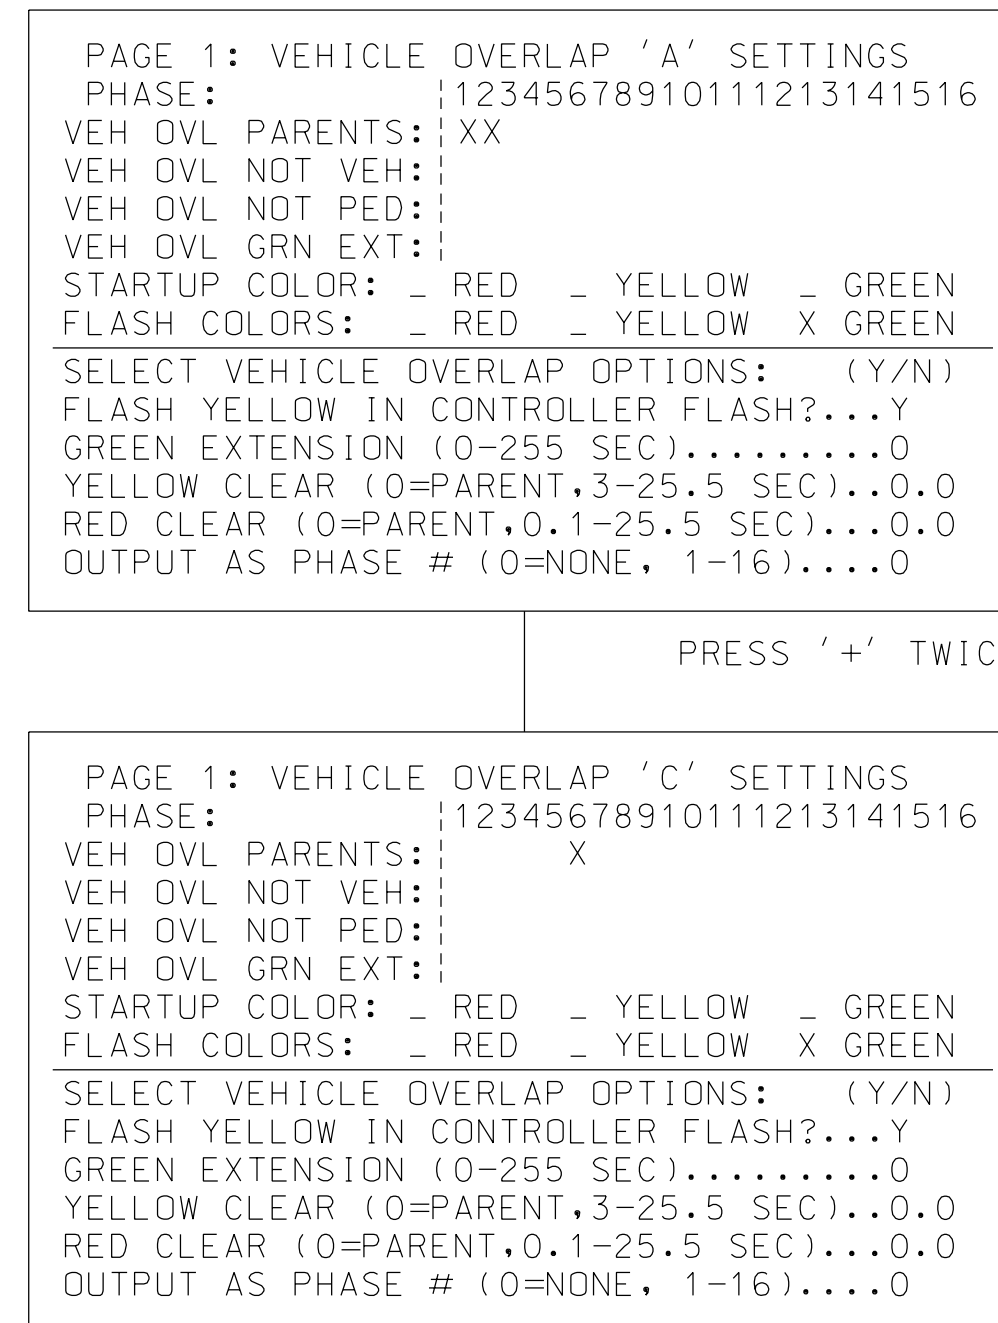 PAGE 1: VEHICLE OVERLAP 'A' SETTINGS
PHASE: |12345678910111213141516
VEH OVL PARENTS:|XX
VEH OVL NOT VEH:|
VEH OVL NOT PED:|
VEH OVL GRN EXT:|
STARTUP COLOR: _ RED _ YELLOW _ GREEN
FLASH COLORS: _ RED _ YELLOW X GREEN
SELECT VEHICLE OVERLAP OPTIONS: (Y/N)
FLASH YELLOW IN CONTROLLER FLASH?...Y
GREEN EXTENSION (0-255 SEC).........0
YELLOW CLEAR (0=PARENT,3-25.5 SEC)..0.0
RED CLEAR (0=PARENT,0.1-25.5 SEC)...0.0
OUTPUT AS PHASE # (0=NONE, 1-16)....0
PRESS '+' TWIC
PAGE 1: VEHICLE OVERLAP 'C' SETTINGS
PHASE: |12345678910111213141516
VEH OVL PARENTS:| X
VEH OVL NOT VEH:|
VEH OVL NOT PED:|
VEH OVL GRN EXT:|
STARTUP COLOR: _ RED _ YELLOW _ GREEN
FLASH COLORS: _ RED _ YELLOW X GREEN
SELECT VEHICLE OVERLAP OPTIONS: (Y/N)
FLASH YELLOW IN CONTROLLER FLASH?...Y
GREEN EXTENSION (0-255 SEC).........0
YELLOW CLEAR (0=PARENT,3-25.5 SEC)..0.0
RED CLEAR (0=PARENT,0.1-25.5 SEC)...0.0
OUTPUT AS PHASE # (0=NONE, 1-16)....0